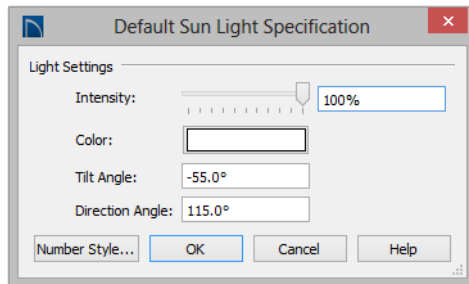 Default Sun Light Specification
Light Settings
Intensity: 100%
Color:
Tilt Angle: -55.0°
Direction Angle: 115.0°
Number Style... OK Cancel Help